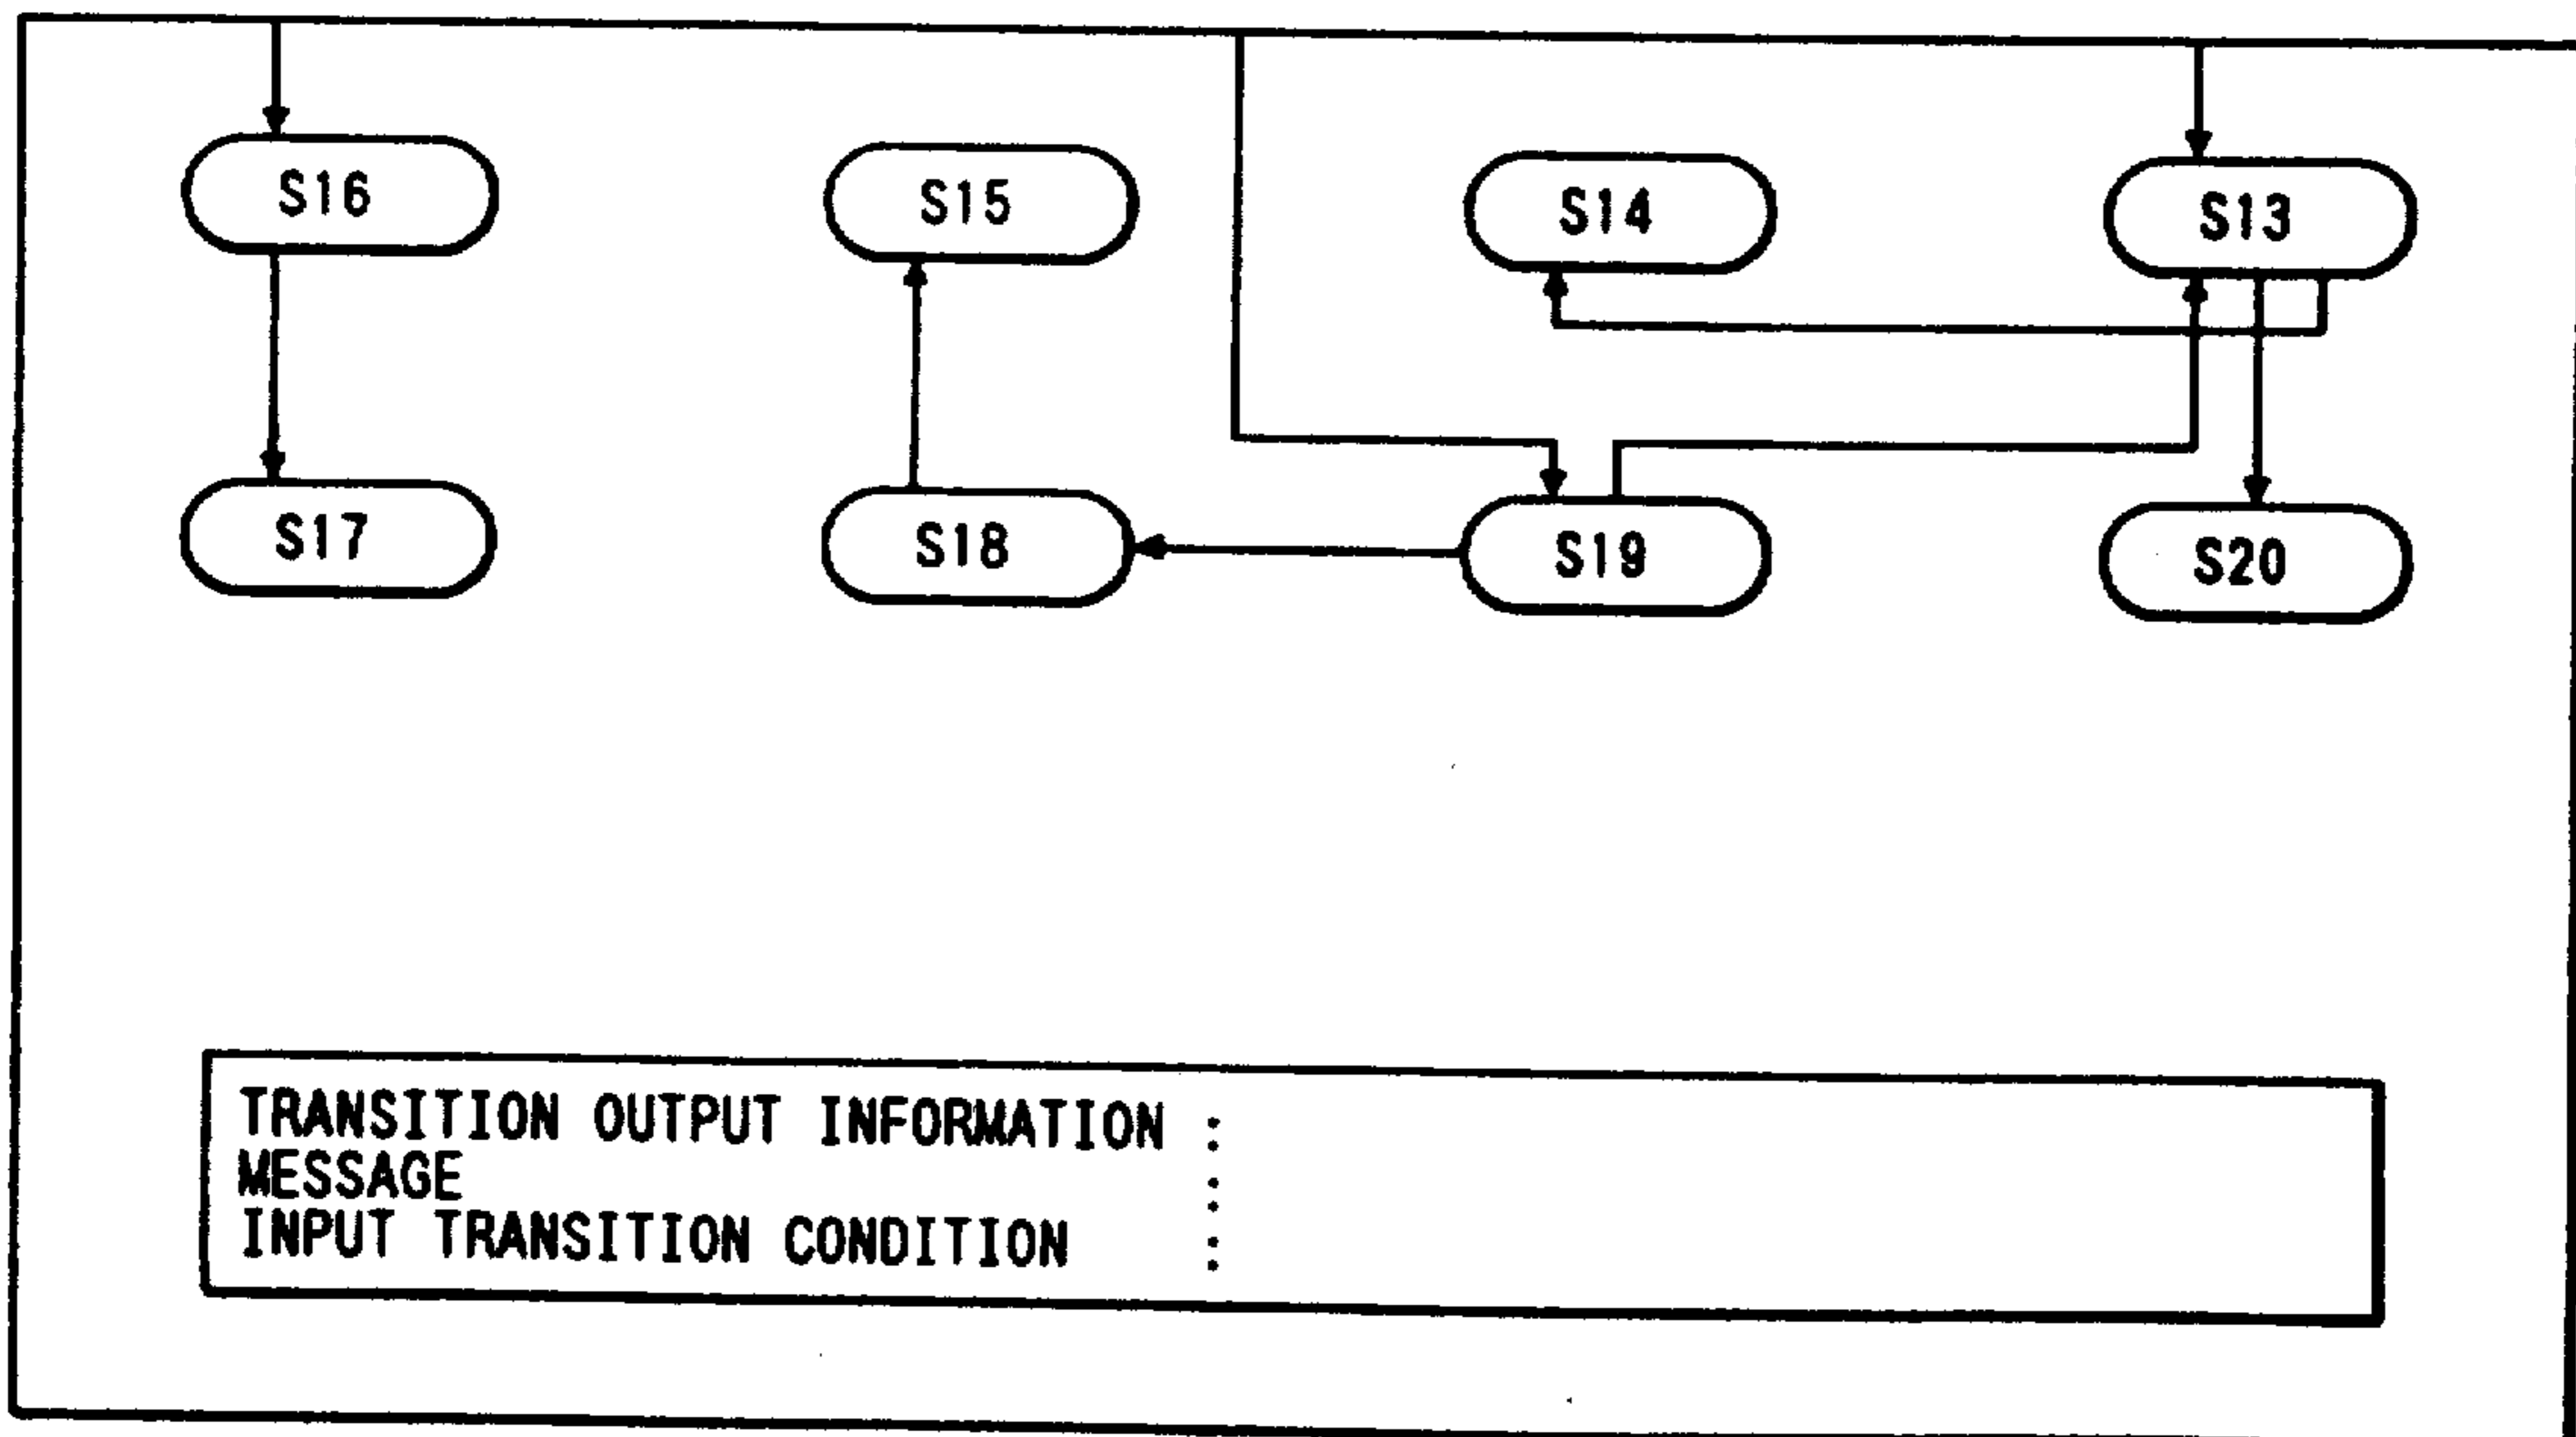 S16
S15
S14
S13
S17
S18
S19
S20
TRANSITION OUTPUT INFORMATION :
MESSAGE :
INPUT TRANSITION CONDITION :